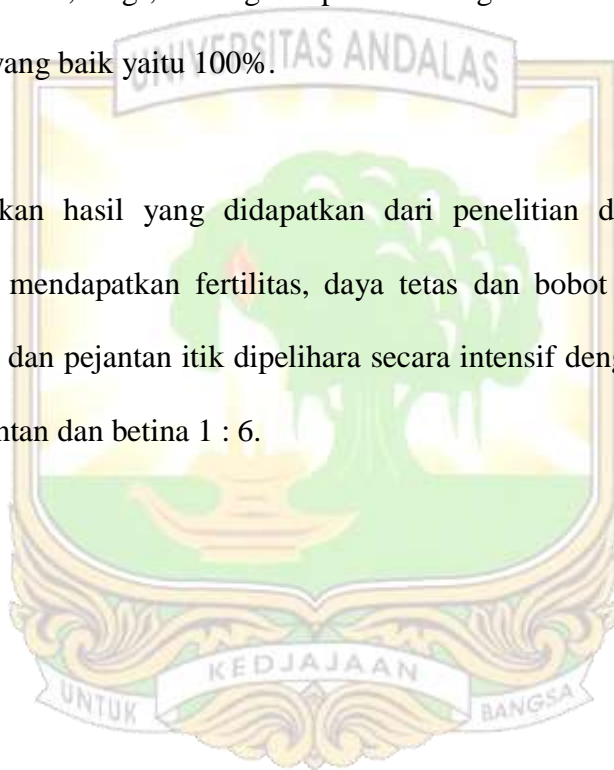 yang baik yaitu 100%.
UNIVERSITAS ANDALAS
kan hasil yang didapatkan dari penelitian d
mendapatkan fertilitas, daya tetas dan bobot
dan pejantan itik dipelihara secara intensif deng
ntan dan betina 1 : 6.
KEDJAJAAN
UNTUK BANGSA